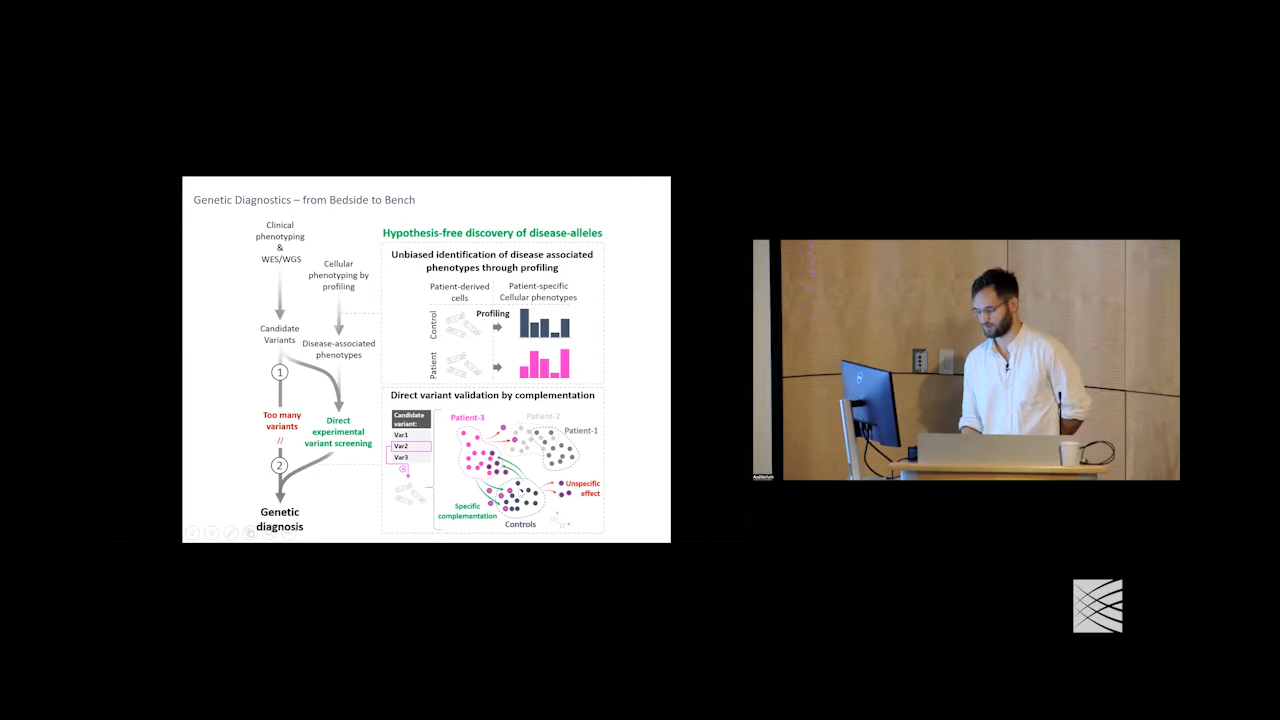 Genetic Diagnostics – from Bedside to Bench
Clinical
phenotyping
&
WES/WGS
Cellular
phenotyping by
profiling
Candidate
Variants
Disease-associated
phenotypes
1
Too many
variants
//
Direct
experimental
variant screening
2
Genetic
diagnosis
Hypothesis-free discovery of disease-alleles
Unbiased identification of disease associated
phenotypes through profiling
Patient-derived
cells
Patient-specific
Cellular phenotypes
Control
Profiling
Patient
Direct variant validation by complementation
Candidate
variant:
Var1
Var2
Var3
Patient-3
Patient-2
Patient-1
Unspecific
effect
Specific
complementation
Controls
Auditorium
DELL